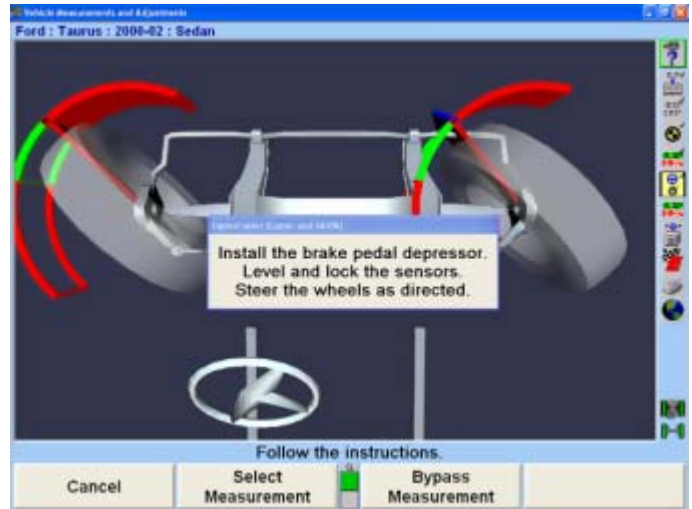 Vehicle Measurements and Adjustments
Ford : Taurus : 2000-02 : Sedan
Install the brake pedal depressor.
Level and lock the sensors.
Steer the wheels as directed.
Follow the instructions.
Cancel
Select
Measurement
Bypass
Measurement